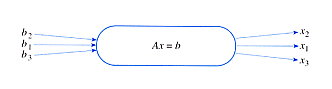 b₂
b₁
b₃
Ax = b
x₂
x₁
x₃